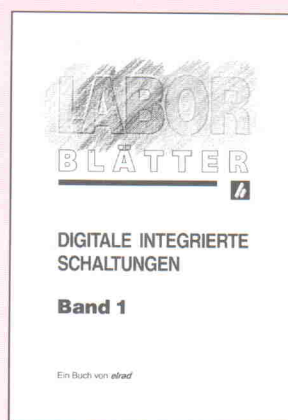 LABOR
BLÄTTER
h
DIGITALE INTEGRIERTE
SCHALTUNGEN
Band 1
Ein Buch von elrad